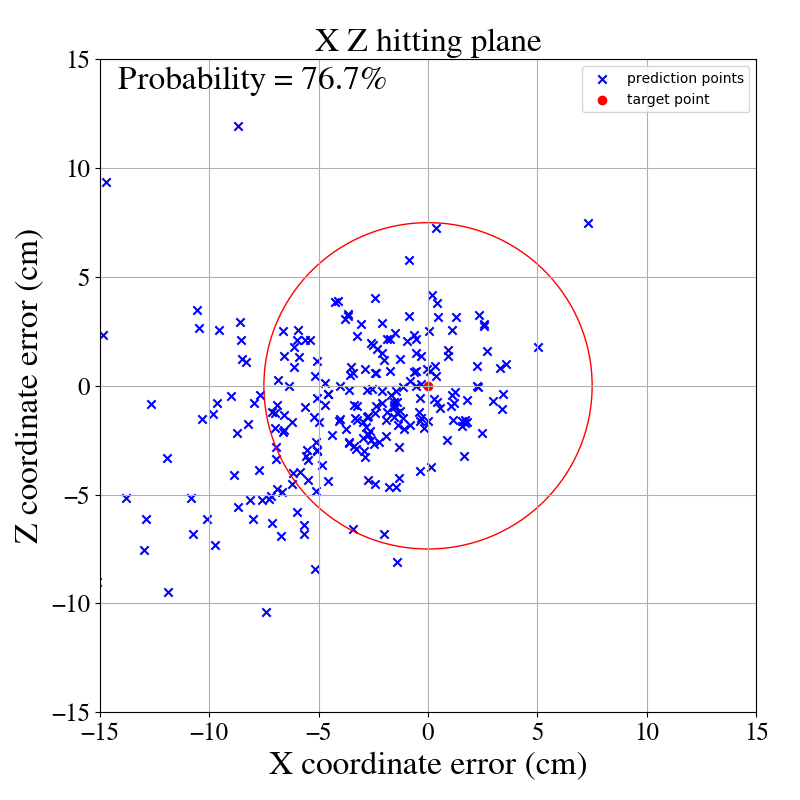 X Z hitting plane
Probability = 76.7%
prediction points
target point
15
10
5
0
−5
−10
−15
Z coordinate error (cm)
−15 −10 −5 0 5 10 15
X coordinate error (cm)